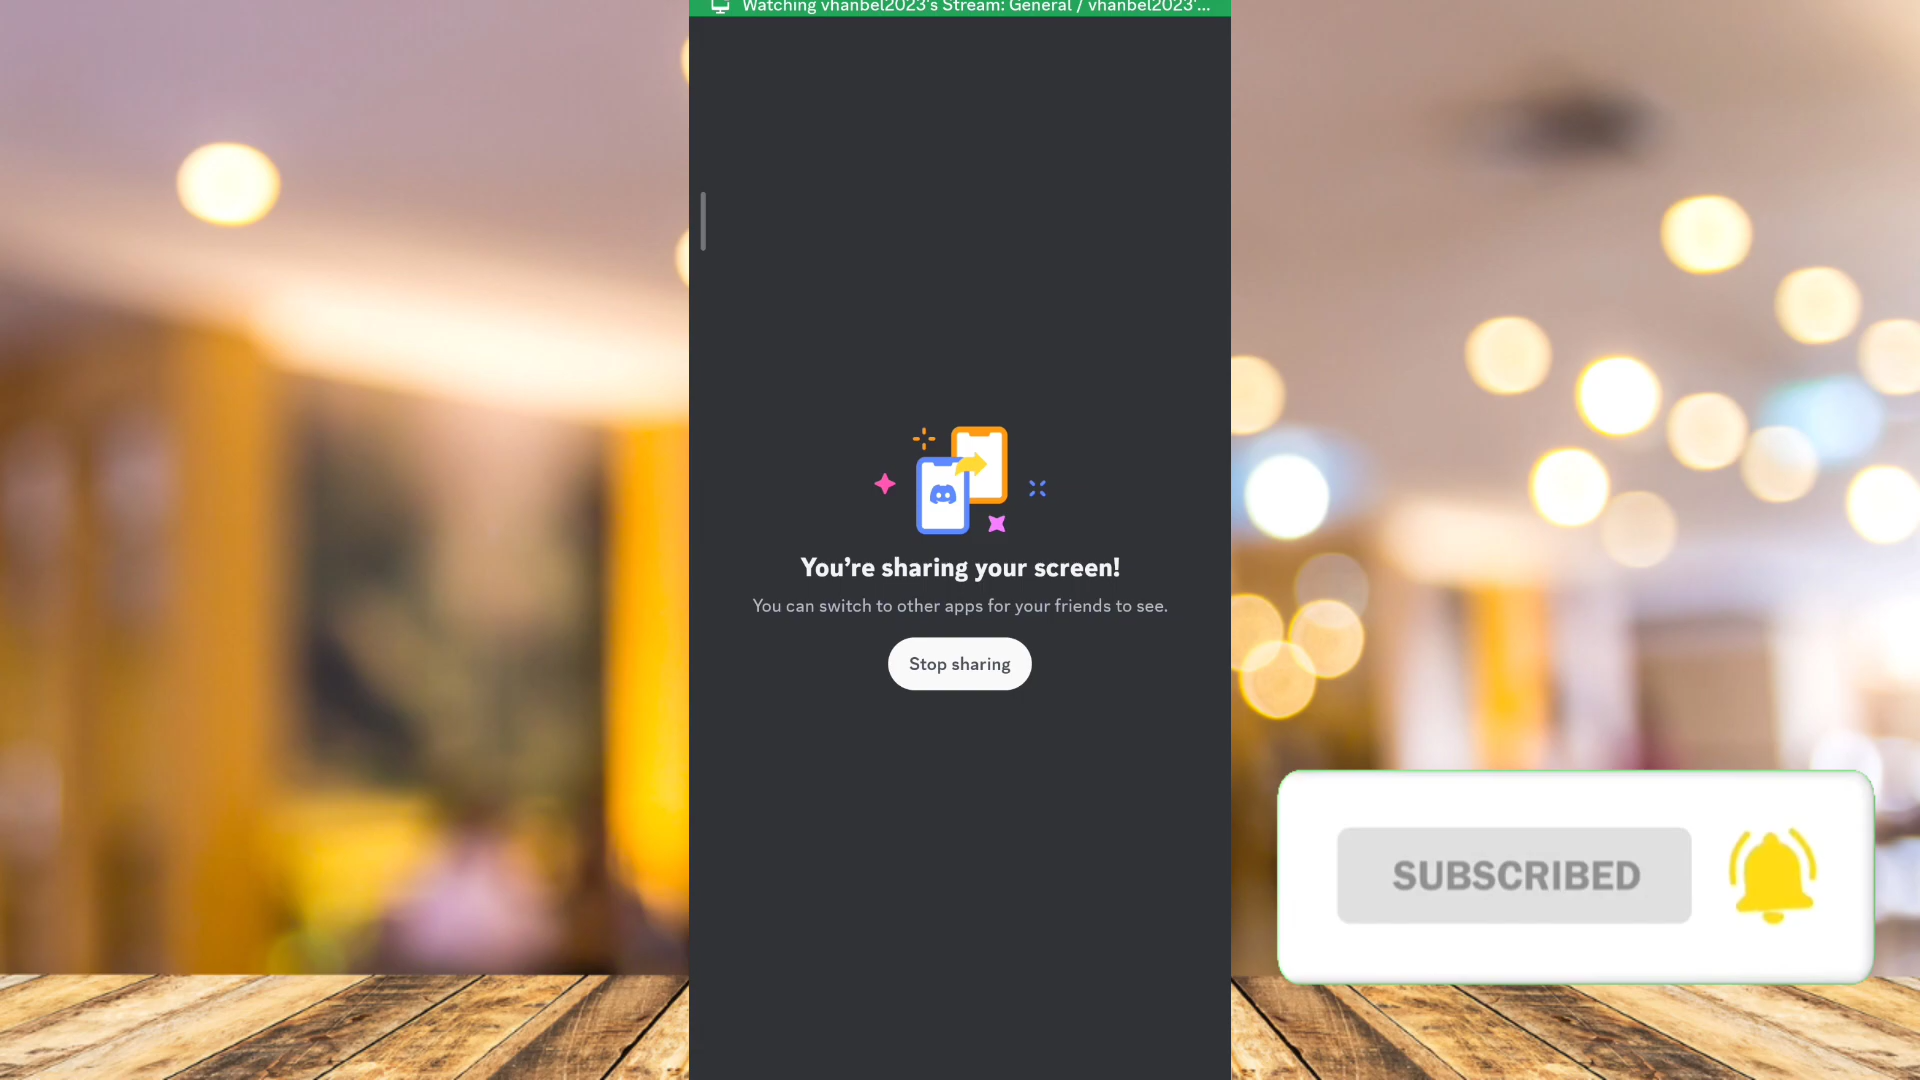 Watching vhanbel2023's Stream: General / vhanbel2023'...
You're sharing your screen!
You can switch to other apps for your friends to see.
Stop sharing
SUBSCRIBED